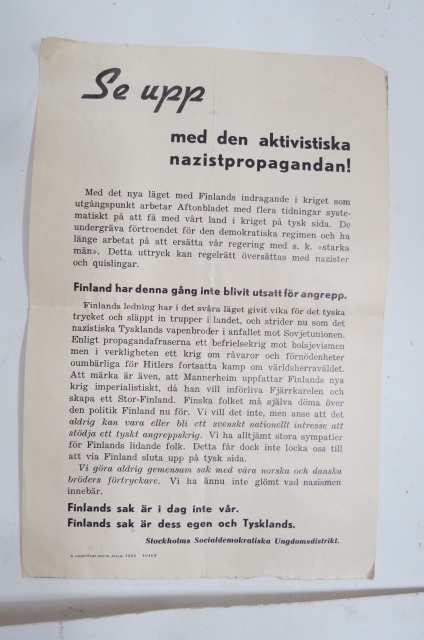 Se upp
med den aktivistiska
nazistpropagandan!
Med det nya läget med Finlands indragande i kriget som
utgångspunkt arbetar Aftonbladet med flera tidningar syste-
matiskt på att få med vårt land i kriget på tysk sida. De
undergräva förtroendet för den demokratiska regimen och ha
länge arbetat på att ersätta vår regering med s. k. »starka
män». Detta uttryck kan regelrätt översättas med nazister
och quislingar.
Finland har denna gång inte blivit utsatt för angrepp.
Finlands ledning har i det svåra läget givit vika för det tyska
trycket och släppt in trupper i landet, och strider nu som det
nazistiska Tysklands vapenbroder i anfallet mot Sovjetunionen.
Enligt propagandafraserna ett befrielsekrig mot bolsjevismen
men i verkligheten ett krig om råvaror och förnödenheter
oumbärliga för Hitlers fortsatta kamp om världsherraväldet.
Att märka är även, att Mannerheim uppfattar Finlands nya
krig imperialistiskt, då han vill införliva Fjärrkarelen och
skapa ett Stor-Finland. Finska folket må själva döma över
den politik Finland nu för. Vi vill det inte, men anse att det
aldrig kan vara eller bli ett svenskt nationellt intresse att
stödja ett tyskt angreppskrig. Vi ha alltjämt stora sympatier
för Finlands lidande folk. Detta får dock inte locka oss till
att via Finland sluta upp på tysk sida.
Vi göra aldrig gemensam sak med våra norska och danska
bröders förtryckare. Vi ha ännu inte glömt vad nazismen
innebär.
Finlands sak är i dag inte vår.
Finlands sak är dess egen och Tysklands.
Stockholms Socialdemokratiska Ungdomsdistrikt.
1941